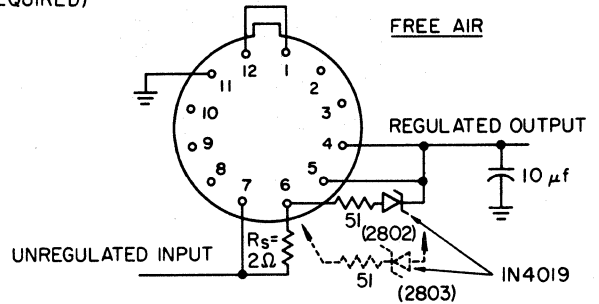 EQUIRED)
FREE AIR
12
1
11
2
10
3
9
4
REGULATED OUTPUT
8
5
7
6
10 μf
51
(2802)
RS=
2Ω
UNREGULATED INPUT
51
IN4019
(2803)